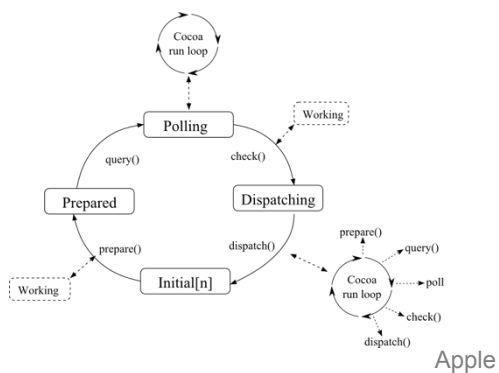 Cocoa
run loop
Polling
Working
check()
query()
Prepared
Dispatching
prepare()
dispatch()
prepare()
query()
Initial[n]
Cocoa
run loop
poll
Working
check()
dispatch()
Apple